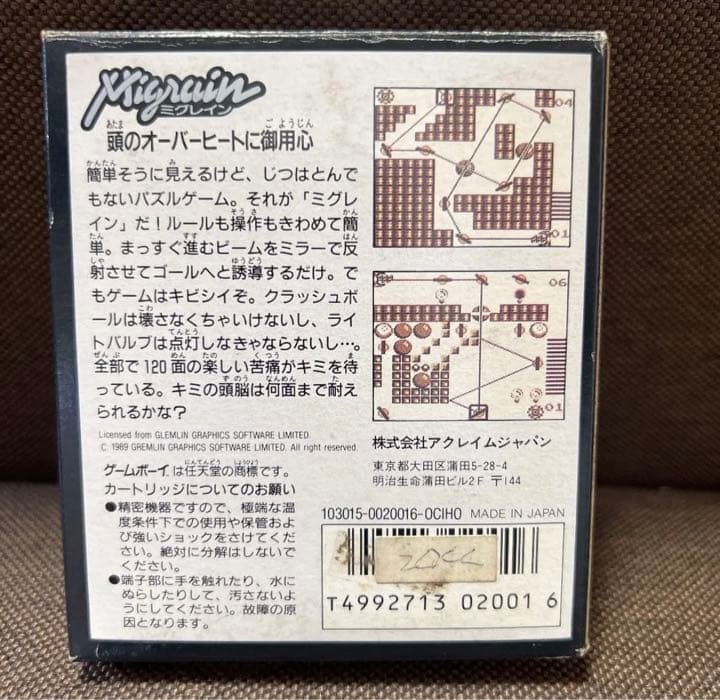 Migrain
ミグレイン
頭のオーバーヒートに御用心
簡単そうに見えるけど、じつはとんで
もないパズルゲーム。それが「ミグレ
イン」だ！ルールも操作もきわめて簡
単。まっすぐ進むビームをミラーで反
射させてゴールへと誘導するだけ。で
もゲームはキビシイぞ。クラッシュボ
ールは壊さなくちゃいけないし、ライ
トバルブは点灯しなきゃならないし…。
全部で120面の楽しい苦痛がキミを待
っている。キミの頭脳は何面まで耐え
られるかな？
Licensed from GLEMLIN GRAPHICS SOFTWARE LIMITED.
C. 1989 GREMLIN GRAPHICS SOFTWARE LIMITED. All right reserved.
ゲームボーイは任天堂の商標です。
カートリッジについてのお願い
●精密機器ですので、極端な温
度条件下での使用や保管およ
び強いショックをさけてくだ
さい。絶対に分解はしないで
ください。
●端子部に手を触れたり、水に
ぬらしたりして、汚さないよ
うにしてください。故障の原
因となります。
04
01
06
01
株式会社アクレイムジャパン
東京都大田区蒲田5-28-4
明治生命蒲田ビル2F 〒144
103015-0020016-0CIHO MADE IN JAPAN
T4992713 02001 6